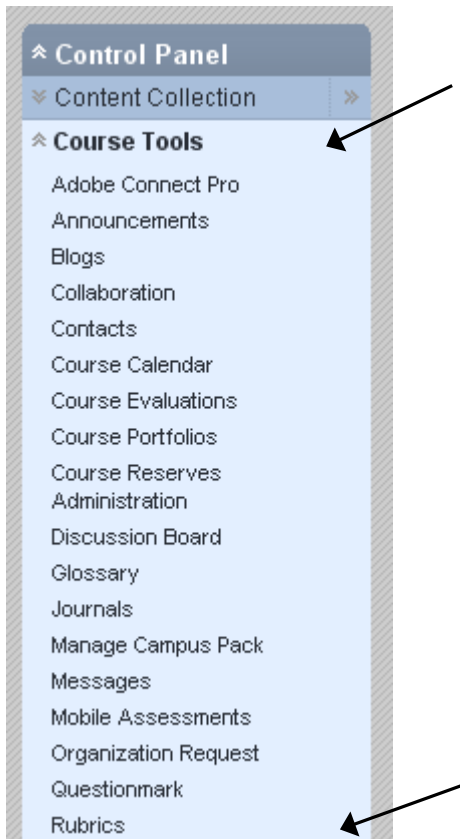 Control Panel
Content Collection
Course Tools
Adobe Connect Pro
Announcements
Blogs
Collaboration
Contacts
Course Calendar
Course Evaluations
Course Portfolios
Course Reserves
Administration
Discussion Board
Glossary
Journals
Manage Campus Pack
Messages
Mobile Assessments
Organization Request
Questionmark
Rubrics